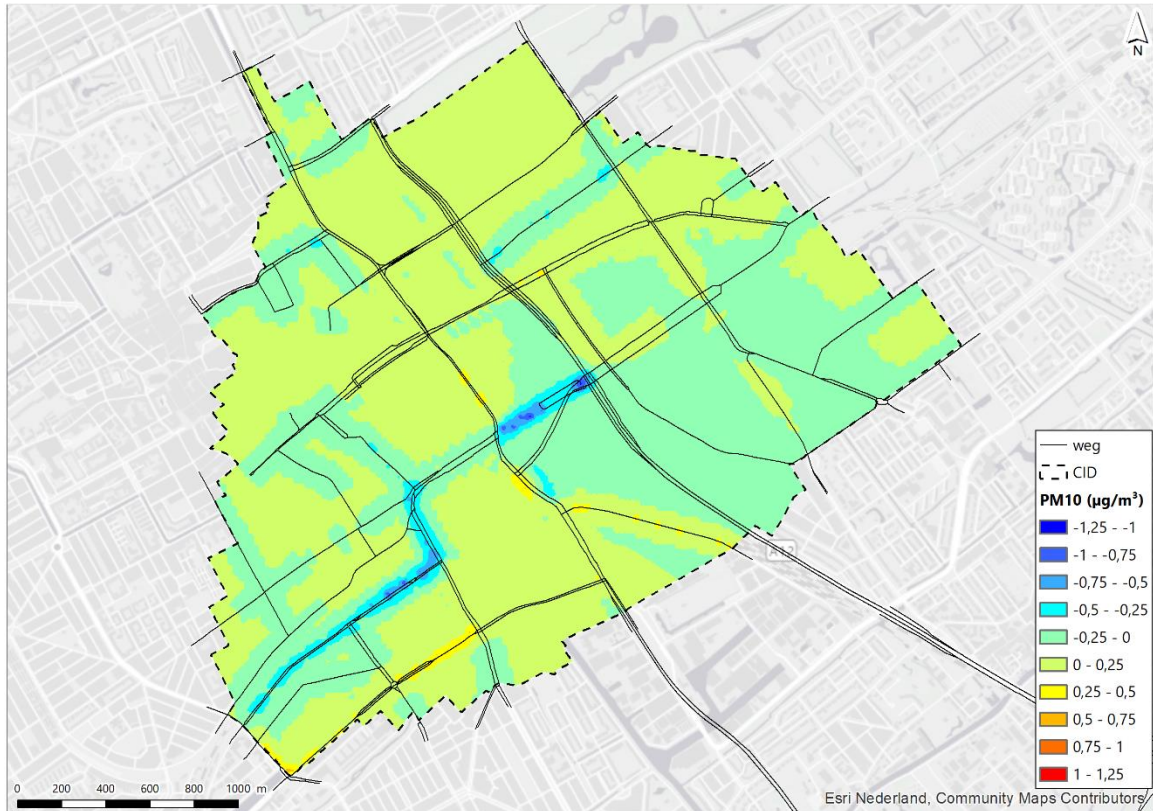 N
A12
weg
CID
PM10 (µg/m³)
-1,25 - -1
-1 - -0,75
-0,75 - -0,5
-0,5 - -0,25
-0,25 - 0
0 - 0,25
0,25 - 0,5
0,5 - 0,75
0,75 - 1
1 - 1,25
0 200 400 600 800 1000 m
Esri Nederland, Community Maps Contributors